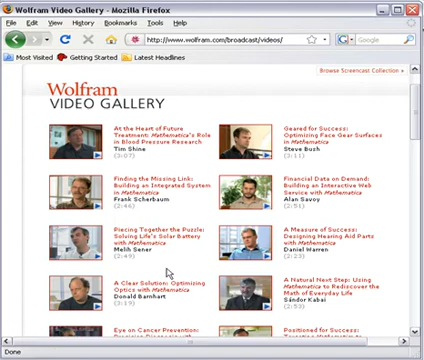 Wolfram Video Gallery - Mozilla Firefox
File Edit View History Bookmarks Tools Help
http://www.wolfram.com/broadcast/videos/
Google
Most Visited Getting Started Latest Headlines
Browse Screencast Collection »
Wolfram
VIDEO GALLERY
At the Heart of Future
Treatment: Mathematica's Role
in Blood Pressure Research
Tim Shine
(3:07)
Geared for Success:
Optimizing Face Gear Surfaces
in Mathematica
Steve Bush
(3:11)
Finding the Missing Link:
Building an Integrated System
in Mathematica
Frank Scherbaum
(2:46)
Financial Data on Demand:
Building an Interactive Web
Service with Mathematica
Alan Savoy
(2:51)
Piecing Together the Puzzle:
Solving Life's Solar Battery
with Mathematica
Melih Sener
(2:49)
A Measure of Success:
Designing Hearing Aid Parts
with Mathematica
Daniel Warren
(2:23)
A Clear Solution: Optimizing
Optics with Mathematica
Donald Barnhart
(3:19)
A Natural Next Step: Using
Mathematica to Rediscover the
Math of Everyday Life
Sándor Kabai
(2:53)
Eye on Cancer Prevention:
Positioned for Success:
Done